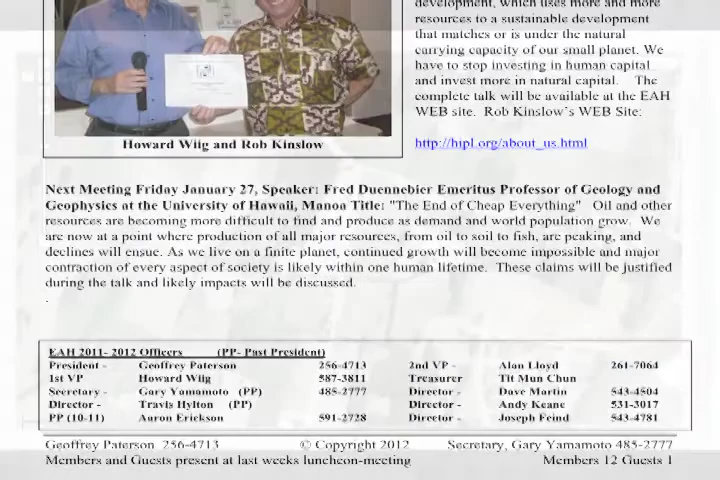 development, which uses more and more
resources to a sustainable development
that matches or is under the natural
carrying capacity of our small planet. We
have to stop investing in human capital
and invest more in natural capital. The
complete talk will be available at the EAH
WEB site. Rob Kinslow's WEB Site:
http://hipl.org/about_us.html
Howard Wiig and Rob Kinslow
Next Meeting Friday January 27, Speaker: Fred Duennebier Emeritus Professor of Geology and
Geophysics at the University of Hawaii, Manoa Title: "The End of Cheap Everything" Oil and other
resources are becoming more difficult to find and produce as demand and world population grow. We
are now at a point where production of all major resources, from oil to soil to fish, are peaking, and
declines will ensue. As we live on a finite planet, continued growth will become impossible and major
contraction of every aspect of society is likely within one human lifetime. These claims will be justified
during the talk and likely impacts will be discussed.
.
EAH 2011- 2012 Officers (PP- Past President)
President - Geoffrey Paterson 256-4713 2nd VP - Alan Lloyd 261-7064
1st VP Howard Wiig 587-3811 Treasurer Tit Mun Chun
Secretary - Gary Yamamoto (PP) 485-2777 Director - Dave Martin 543-4504
Director - Travis Hylton (PP) Director - Andy Keane 531-3017
PP (10-11) Aaron Erickson 591-2728 Director - Joseph Feind 543-4781
Geoffrey Paterson 256-4713 © Copyright 2012 Secretary, Gary Yamamoto 485-2777
Members and Guests present at last weeks luncheon-meeting Members 12 Guests 1